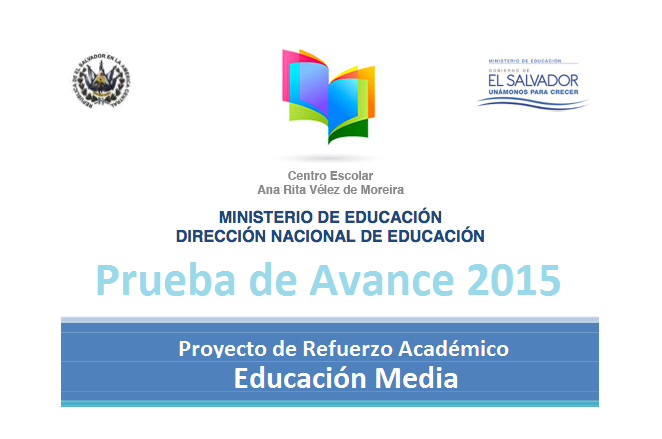 REPÚBLICA DE EL SALVADOR EN LA AMÉRICA CENTRAL
MINISTERIO DE EDUCACIÓN
GOBIERNO DE
EL SALVADOR
UNÁMONOS PARA CRECER
Centro Escolar
Ana Rita Vélez de Moreira
MINISTERIO DE EDUCACIÓN
DIRECCIÓN NACIONAL DE EDUCACIÓN
Prueba de Avance 2015
Proyecto de Refuerzo Académico
Educación Media